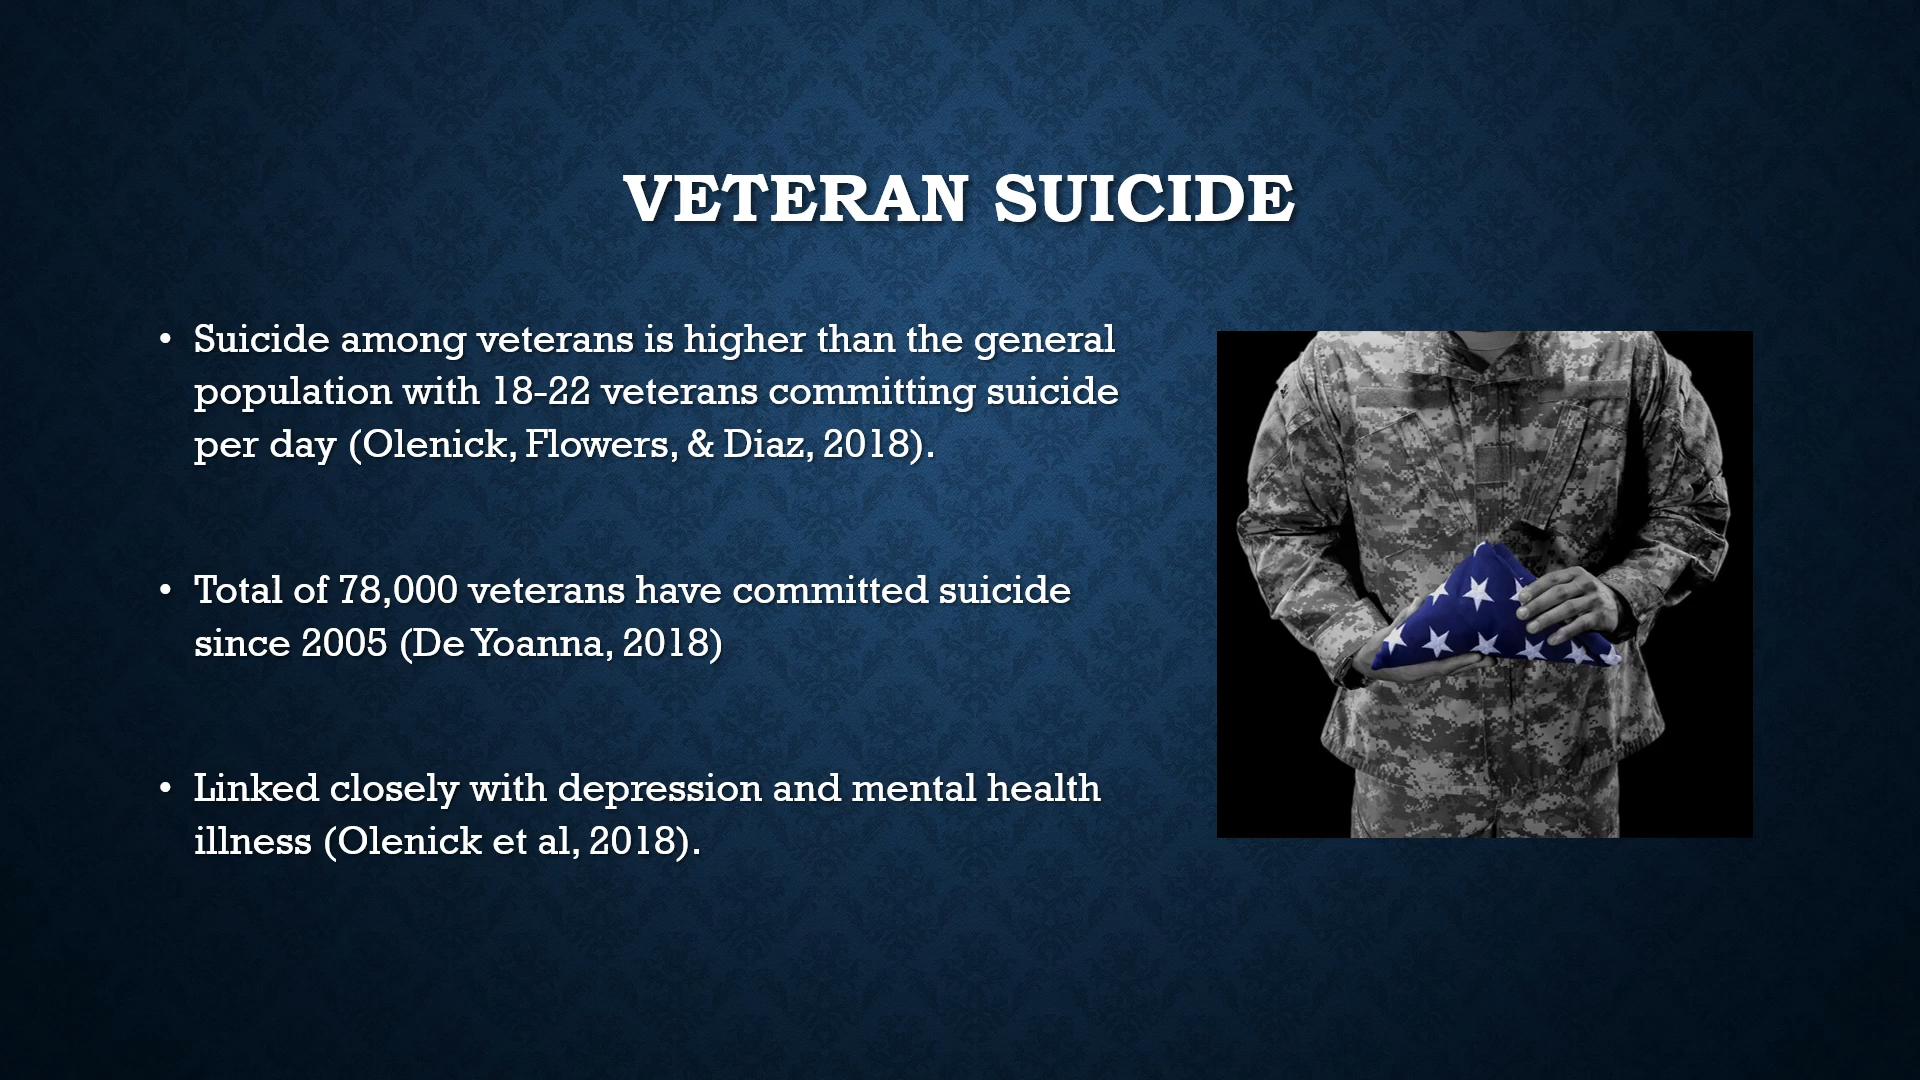 VETERAN SUICIDE
• Suicide among veterans is higher than the general
population with 18-22 veterans committing suicide
per day (Olenick, Flowers, & Diaz, 2018).
• Total of 78,000 veterans have committed suicide
since 2005 (De Yoanna, 2018)
• Linked closely with depression and mental health
illness (Olenick et al, 2018).